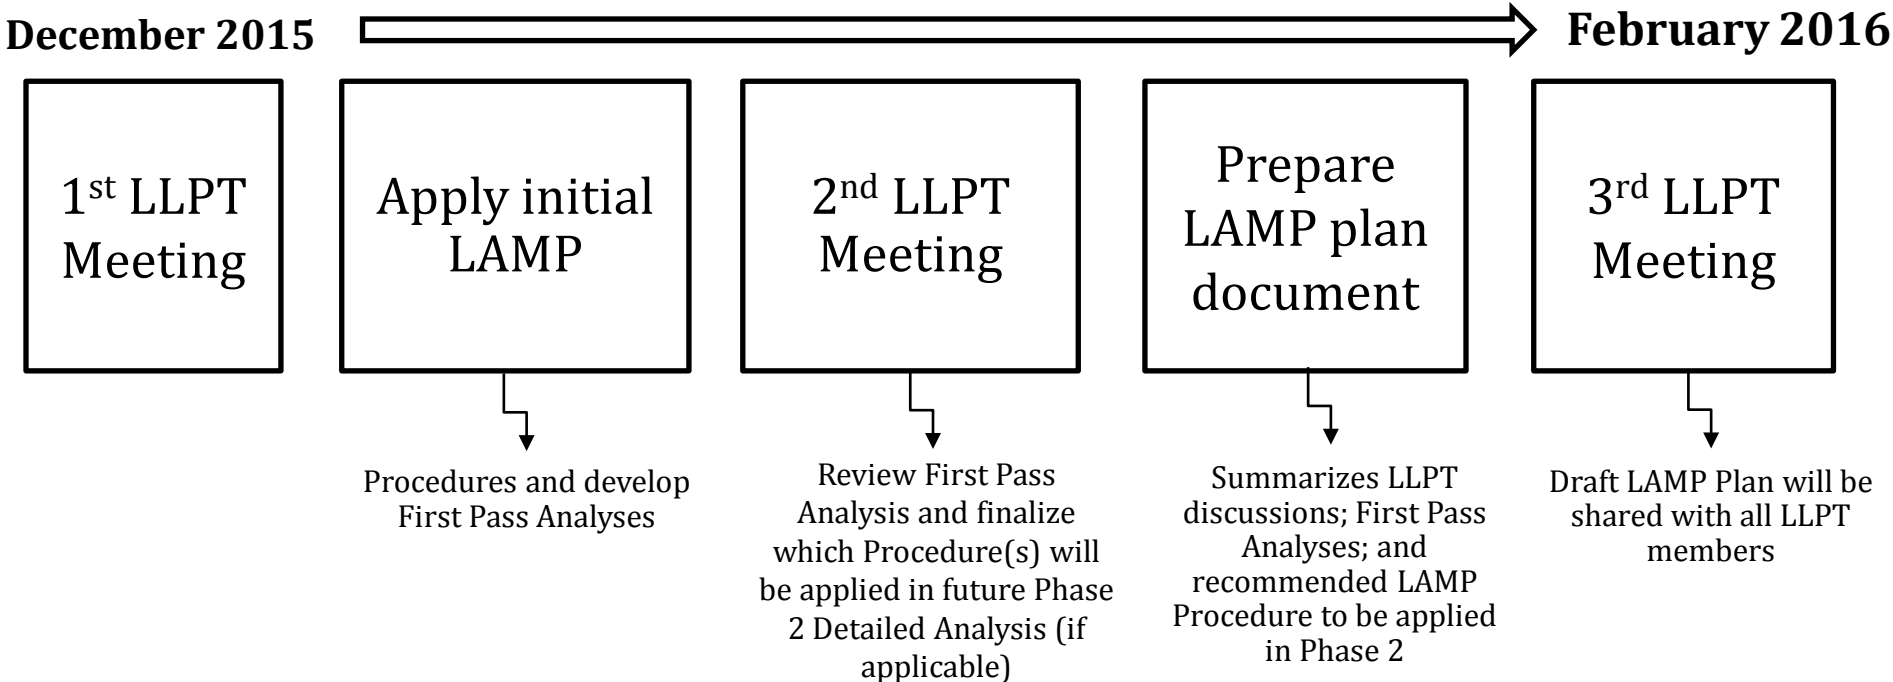 December 2015
February 2016
1st LLPT
Meeting
Apply initial
LAMP
2nd LLPT
Meeting
Prepare
LAMP plan
document
3rd LLPT
Meeting
Procedures and develop
First Pass Analyses
Review First Pass
Analysis and finalize
which Procedure(s) will
be applied in future Phase
2 Detailed Analysis (if
applicable)
Summarizes LLPT
discussions; First Pass
Analyses; and
recommended LAMP
Procedure to be applied
in Phase 2
Draft LAMP Plan will be
shared with all LLPT
members